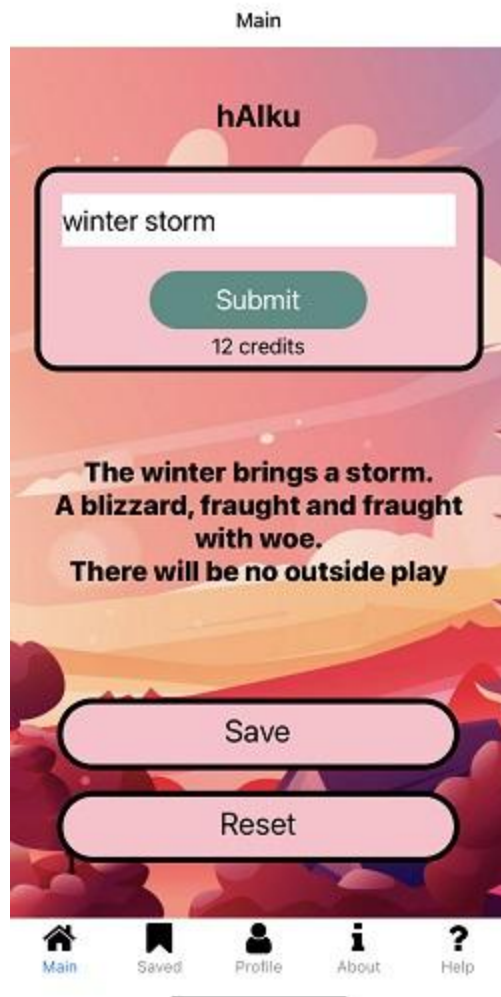 Main
hAIku
winter storm
Submit
12 credits
The winter brings a storm.
A blizzard, fraught and fraught
with woe.
There will be no outside play
Save
Reset
Main
Saved
Profile
About
Help